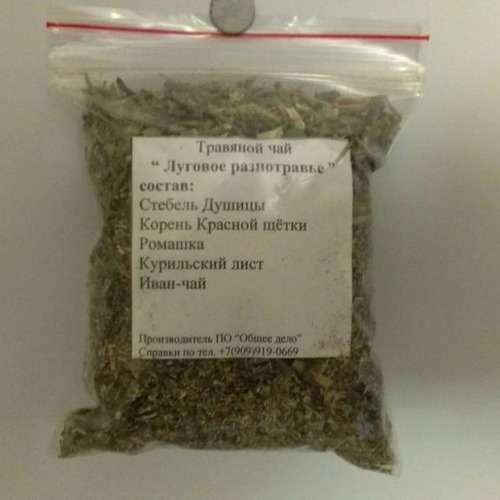 Травяной чай
“ Луговое разнотравье ”
состав:
Стебель Душицы
Корень Красной щётки
Ромашка
Курильский лист
Иван-чай
Производитель ПО “Общее дело”
Справки по тел. +7(909)919-0669